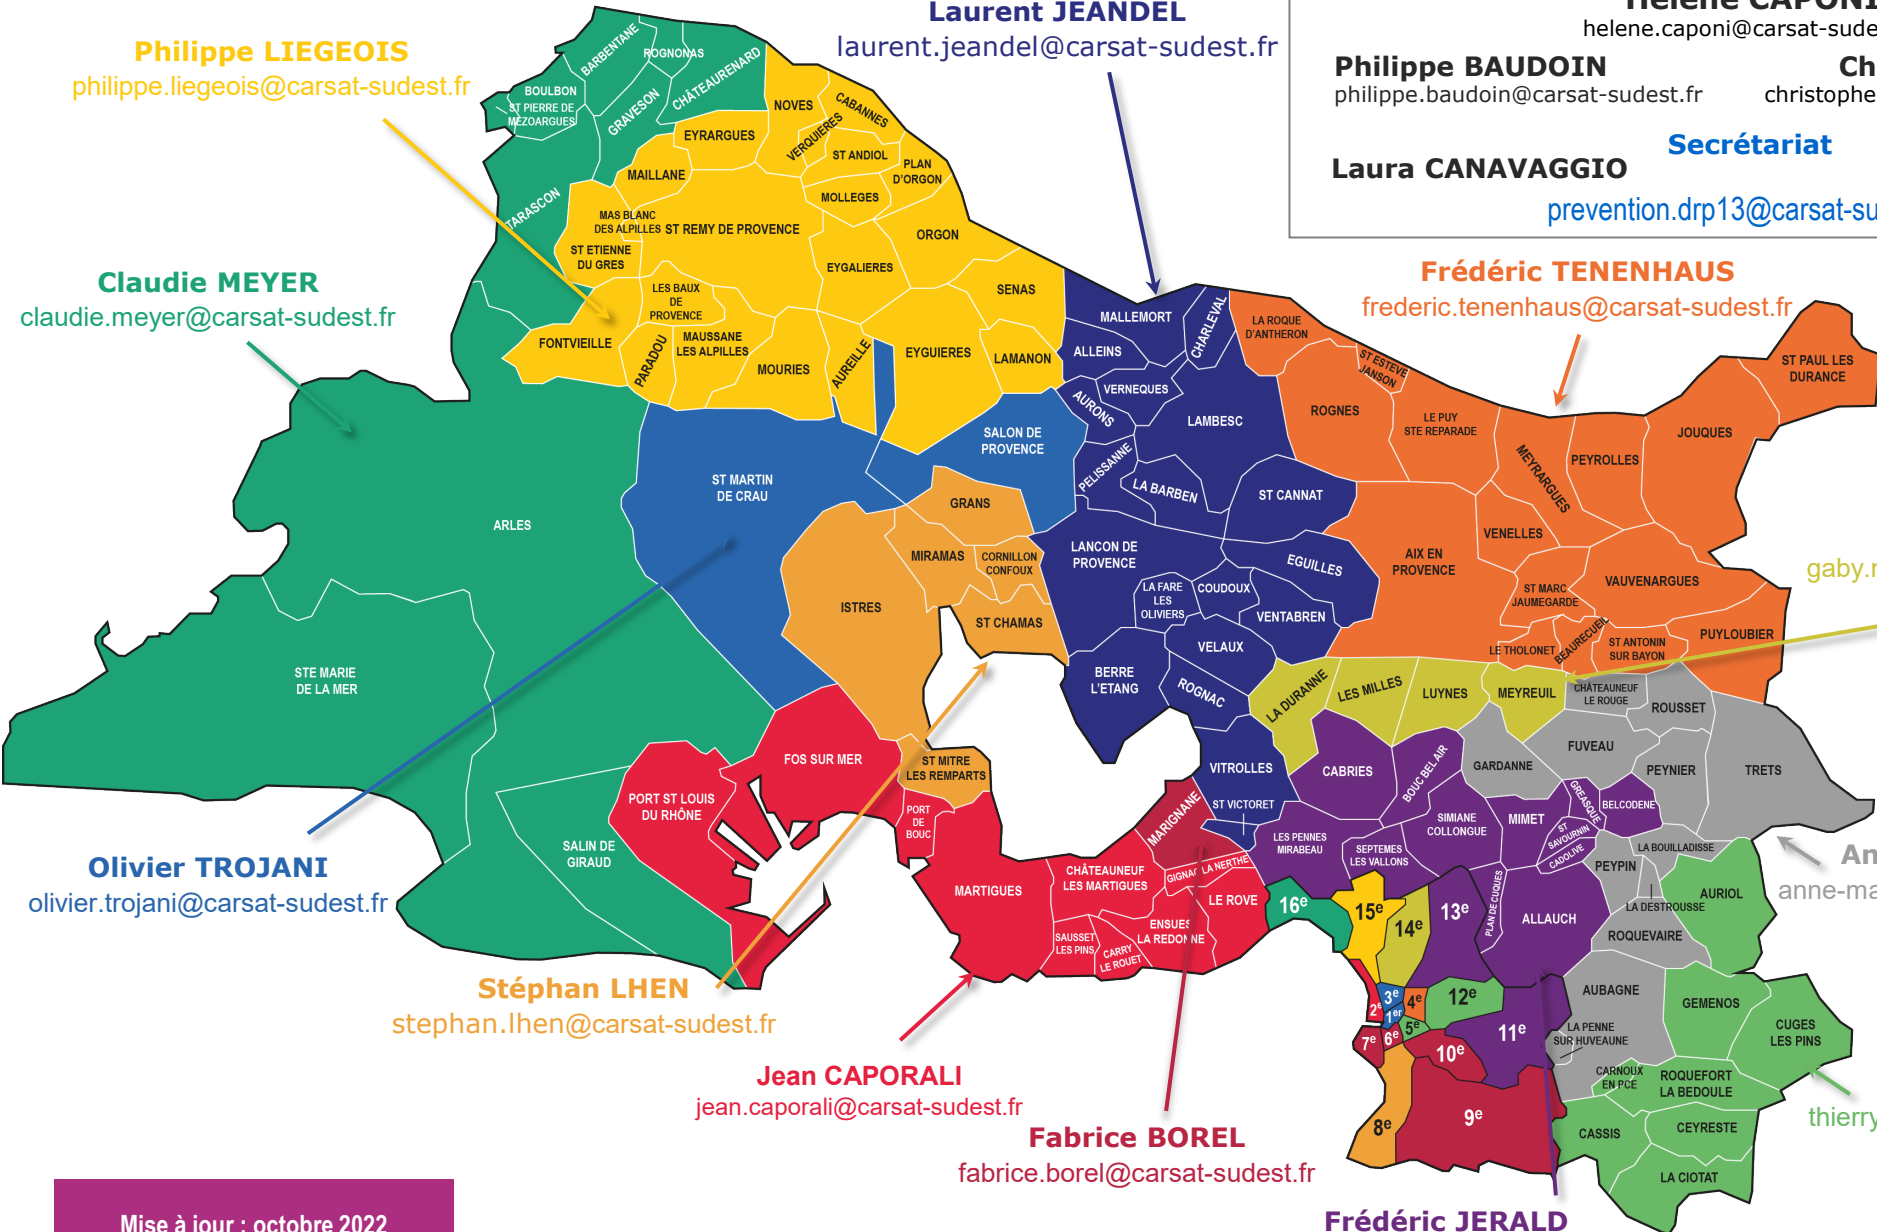 Laurent JEANDEL
laurent.jeandel@carsat-sudest.fr
Hélène CAPONI
helene.caponi@carsat-sude
Philippe BAUDOIN
philippe.baudoin@carsat-sudest.fr
Ch
christophe
Secrétariat
Laura CANAVAGGIO
prevention.drp13@carsat-su
Philippe LIEGEOIS
philippe.liegeois@carsat-sudest.fr
Claudie MEYER
claudie.meyer@carsat-sudest.fr
Frédéric TENENHAUS
frederic.tenenhaus@carsat-sudest.fr
BARBENTANE
ROGNONAS
CHÂTEAURENARD
BOULBON
ST PIERRE DE
MÉZOARGUES
GRAVESON
TARASCON
NOVES
CABANNES
VERQUIERES
EYRARGUES
ST ANDIOL
PLAN
D'ORGON
MAILLANE
MOLLEGES
MAS BLANC
DES ALPILLES
ST REMY DE PROVENCE
ORGON
ST ETIENNE
DU GRES
EYGALIERES
LES BAUX
DE
PROVENCE
SENAS
FONTVIEILLE
PARADOU
MAUSSANE
LES ALPILLES
MOURIES
AUREILLE
EYGUIERES
LAMANON
MALLEMORT
CHARLEVAL
ALLEINS
VERNEQUES
AURONS
LAMBESC
PELISSANNE
LA BARBEN
ST CANNAT
LA ROQUE
D'ANTHERON
ST ESTEVE
JANSON
ROGNES
LE PUY
STE REPARADE
MEYRARGUES
PEYROLLES
JOUQUES
ST PAUL LES
DURANCE
SALON DE
PROVENCE
ST MARTIN
DE CRAU
ARLES
GRANS
MIRAMAS
CORNILLON
CONFOUX
ISTRES
ST CHAMAS
LANCON DE
PROVENCE
EGUILLES
LA FARE
LES
OLIVIERS
COUDOUX
VENTABREN
VELAUX
BERRE
L'ETANG
ROGNAC
AIX EN
PROVENCE
VENELLES
ST MARC
JAUMEGARDE
VAUVENARGUES
LE THOLONET
BEAURECUEIL
ST ANTONIN
SUR BAYON
PUYLOUBIER
gaby.
STE MARIE
DE LA MER
LA DURANNE
LES MILLES
LUYNES
MEYREUIL
CHÂTEAUNEUF
LE ROUGE
ROUSSET
FUVEAU
GARDANNE
PEYNIER
TRETS
FOS SUR MER
ST MITRE
LES REMPARTS
PORT ST LOUIS
DU RHÔNE
SALIN DE
GIRAUD
PORT
DE
BOUC
MARTIGUES
VITROLLES
ST VICTORET
MARIGNANE
CHÂTEAUNEUF
LES MARTIGUES
GIGNAC LA NERTHE
LE ROVE
ENSUES
LA REDONNE
SAUSSET
LES PINS
CARRY
LE ROUET
CABRIES
BOUC BEL AIR
SIMIANE
COLLONGUE
MIMET
GREASQUE
BELCODENE
ST
SAVOURNIN
CADOLIVE
LES PENNES
MIRABEAU
SEPTEMES
LES VALLONS
PLAN DE CUQUES
ALLAUCH
PEYPIN
LA BOUILLADISSE
LA DESTROUSSE
AURIOL
ROQUEVAIRE
AUBAGNE
LA PENNE
SUR HUVEAUNE
GEMENOS
CUGES
LES PINS
CARNOUX
EN PCE
ROQUEFORT
LA BEDOULE
CASSIS
CEYRESTE
LA CIOTAT
16e
15e
14e
13e
12e
11e
10e
9e
8e
7e
6e
5e
4e
3e
2e
1er
An
anne-ma
thierry
Olivier TROJANI
olivier.trojani@carsat-sudest.fr
Stéphan LHEN
stephan.lhen@carsat-sudest.fr
Jean CAPORALI
jean.caporali@carsat-sudest.fr
Fabrice BOREL
fabrice.borel@carsat-sudest.fr
Frédéric JERALD
Mise à jour : octobre 2022